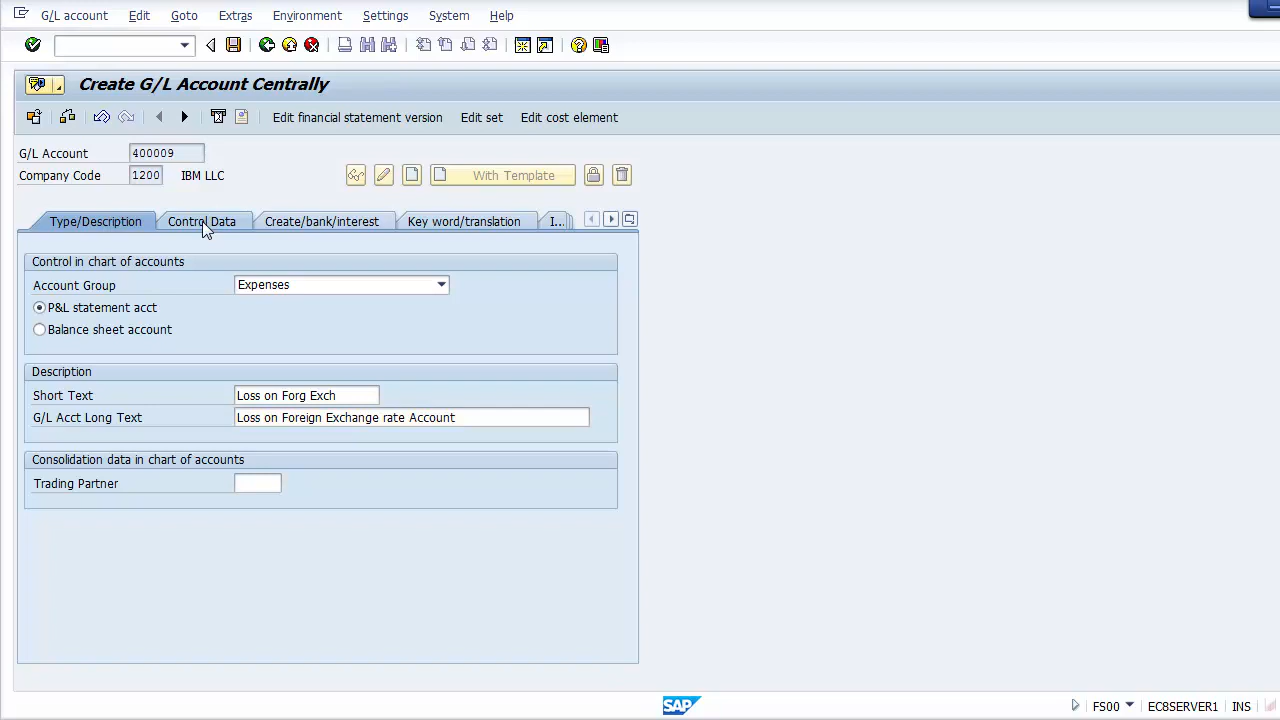 G/L account Edit Goto Extras Environment Settings System Help
Create G/L Account Centrally
Edit financial statement version Edit set Edit cost element
G/L Account 400009
Company Code 1200 IBM LLC With Template
Type/Description Control Data Create/bank/interest Key word/translation I...
Control in chart of accounts
Account Group Expenses
P&L statement acct
Balance sheet account
Description
Short Text Loss on Forg Exch
G/L Acct Long Text Loss on Foreign Exchange rate Account
Consolidation data in chart of accounts
Trading Partner
SAP FS00 EC8SERVER1 INS